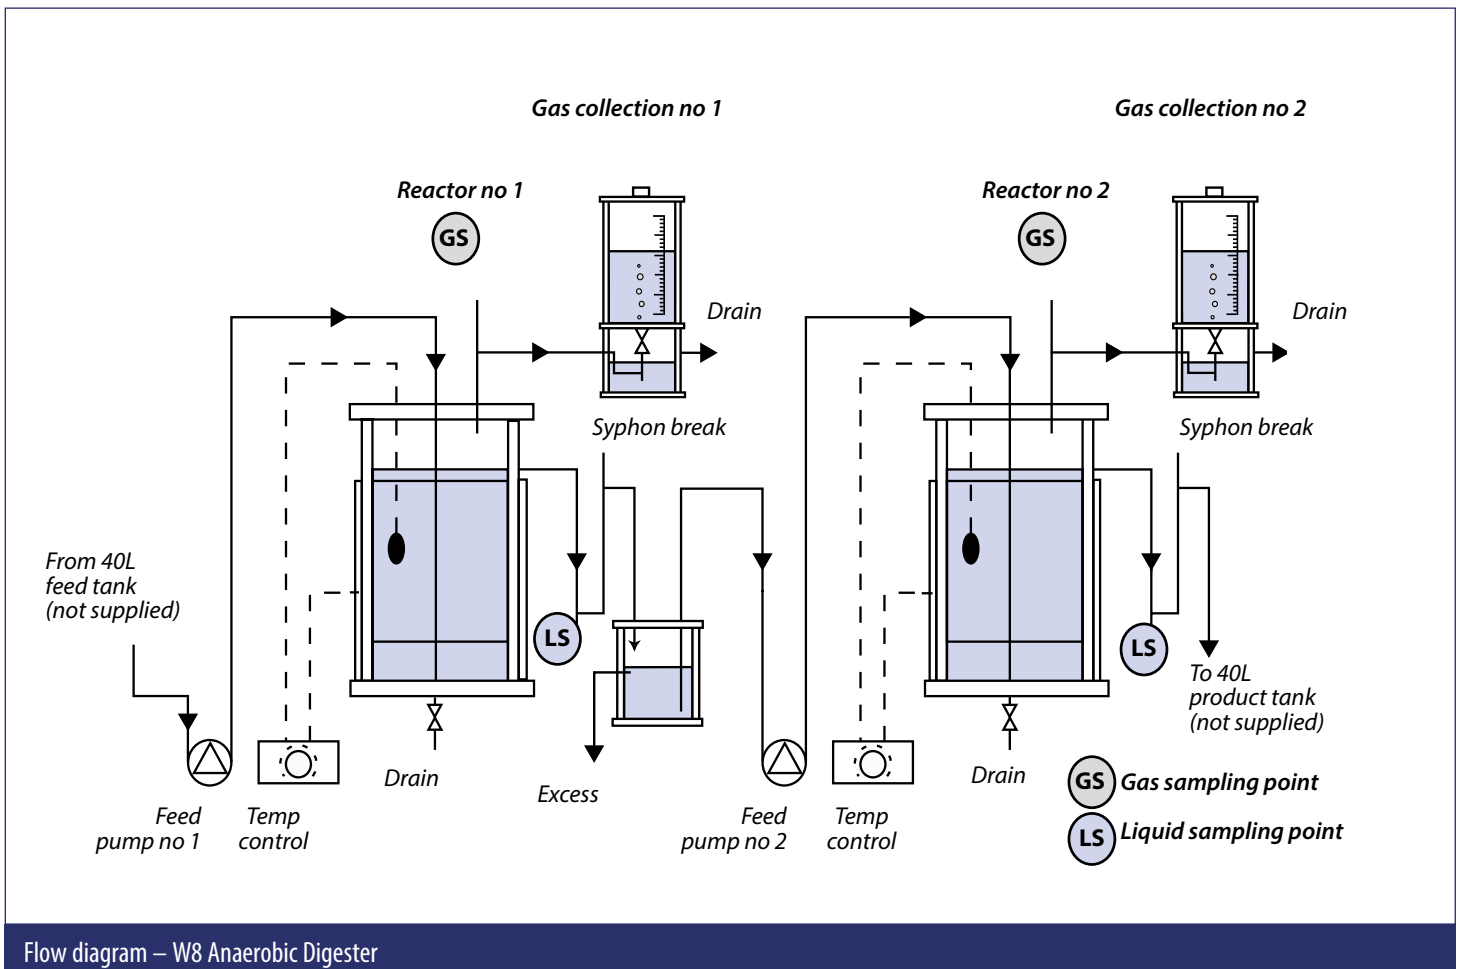 Gas collection no 1
Gas collection no 2
Reactor no 1
Reactor no 2
GS
GS
Drain
Drain
Syphon break
Syphon break
From 40L
feed tank
(not supplied)
LS
LS
To 40L
product tank
(not supplied)
Drain
Drain
Excess
GS Gas sampling point
Feed
pump no 1
Temp
control
Feed
pump no 2
Temp
control
LS Liquid sampling point
Flow diagram – W8 Anaerobic Digester